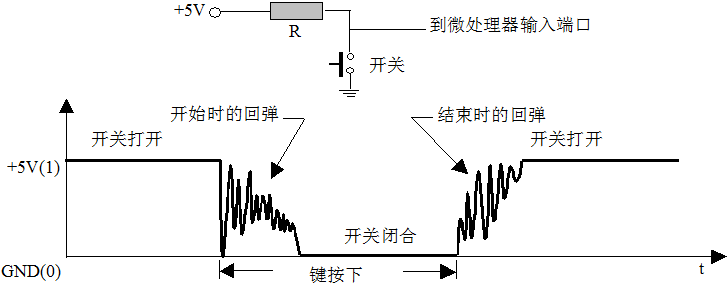 +5V
R
到微处理器输入端口
开关
开始时的回弹
结束时的回弹
开关打开
开关打开
+5V(1)
开关闭合
GND(0)
键按下
t